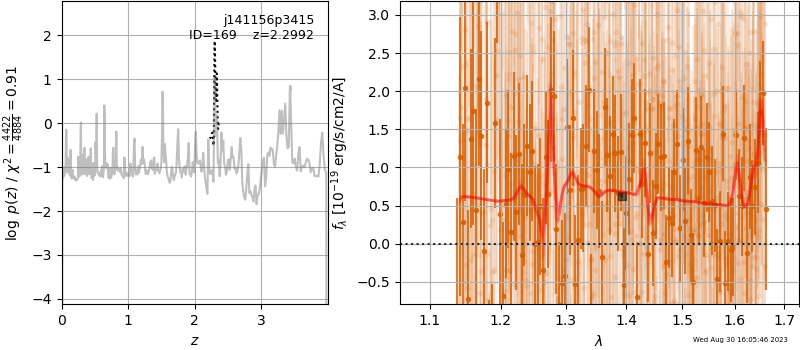 j141156p3415
ID=169 z=2.2992
log p(z) / χ² = 4422/4884 = 0.91
2
1
0
−1
−2
−3
−4
0 1 2 3
z
f_λ [10⁻¹⁹ erg/s/cm2/A]
3.0
2.5
2.0
1.5
1.0
0.5
0.0
−0.5
1.1 1.2 1.3 1.4 1.5 1.6 1.7
λ
Wed Aug 30 16:05:46 2023